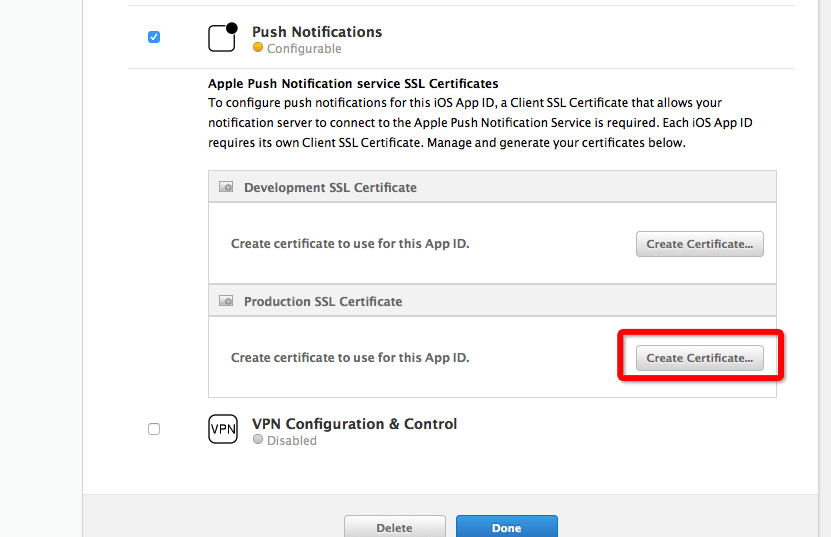 Push Notifications
Configurable
Apple Push Notification service SSL Certificates
To configure push notifications for this iOS App ID, a Client SSL Certificate that allows your
notification server to connect to the Apple Push Notification Service is required. Each iOS App ID
requires its own Client SSL Certificate. Manage and generate your certificates below.
Development SSL Certificate
Create certificate to use for this App ID.
Create Certificate...
Production SSL Certificate
Create certificate to use for this App ID.
Create Certificate...
VPN
VPN Configuration & Control
Disabled
Delete
Done